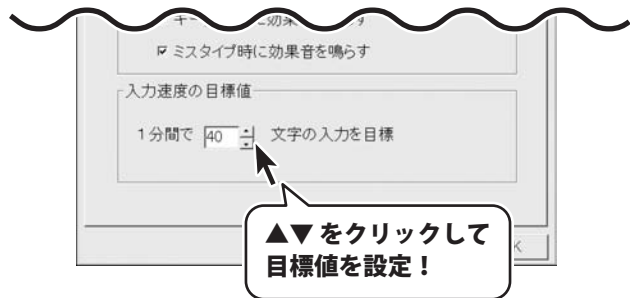 ミスタイプ時に効果音を鳴らす
入力速度の目標値
1分間で 40 文字の入力を目標
▲▼をクリックして
目標値を設定!
K